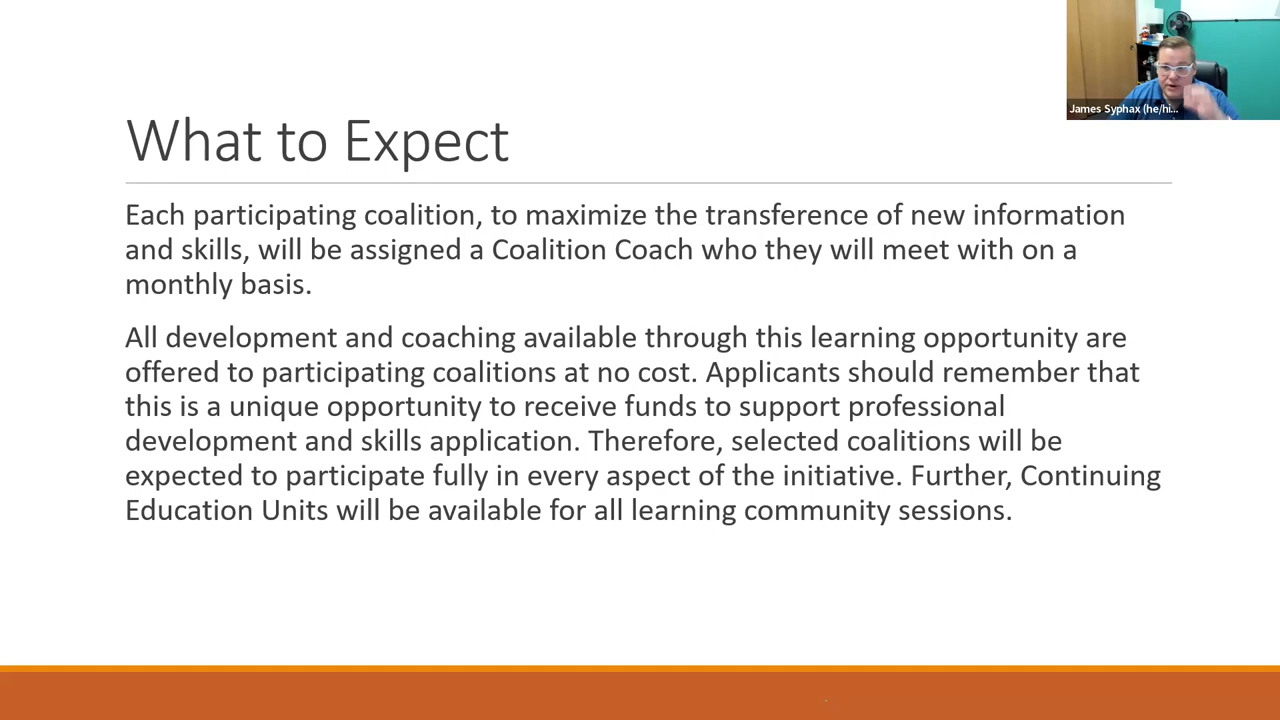 James Syphax (he/hi...
What to Expect
Each participating coalition, to maximize the transference of new information
and skills, will be assigned a Coalition Coach who they will meet with on a
monthly basis.
All development and coaching available through this learning opportunity are
offered to participating coalitions at no cost. Applicants should remember that
this is a unique opportunity to receive funds to support professional
development and skills application. Therefore, selected coalitions will be
expected to participate fully in every aspect of the initiative. Further, Continuing
Education Units will be available for all learning community sessions.